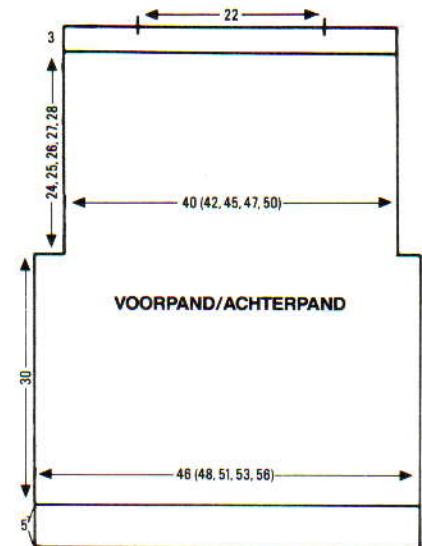 22
3
24, 25, 26, 27, 28
40 (42, 45, 47, 50)
VOORPAND/ACHTERPAND
30
46 (48, 51, 53, 56)
5